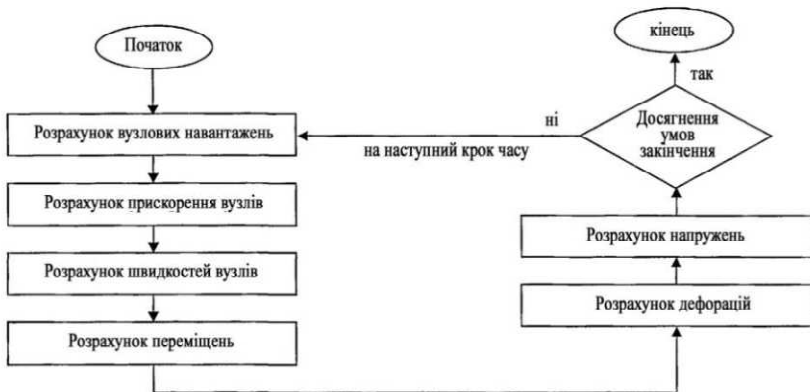 Початок
Розрахунок вузлових навантажень
Розрахунок прискорення вузлів
Розрахунок швидкостей вузлів
Розрахунок переміщень
Розрахунок дефорацій
Розрахунок напружень
Досягнення
умов
закінчення
ні
на наступний крок часу
так
кінець